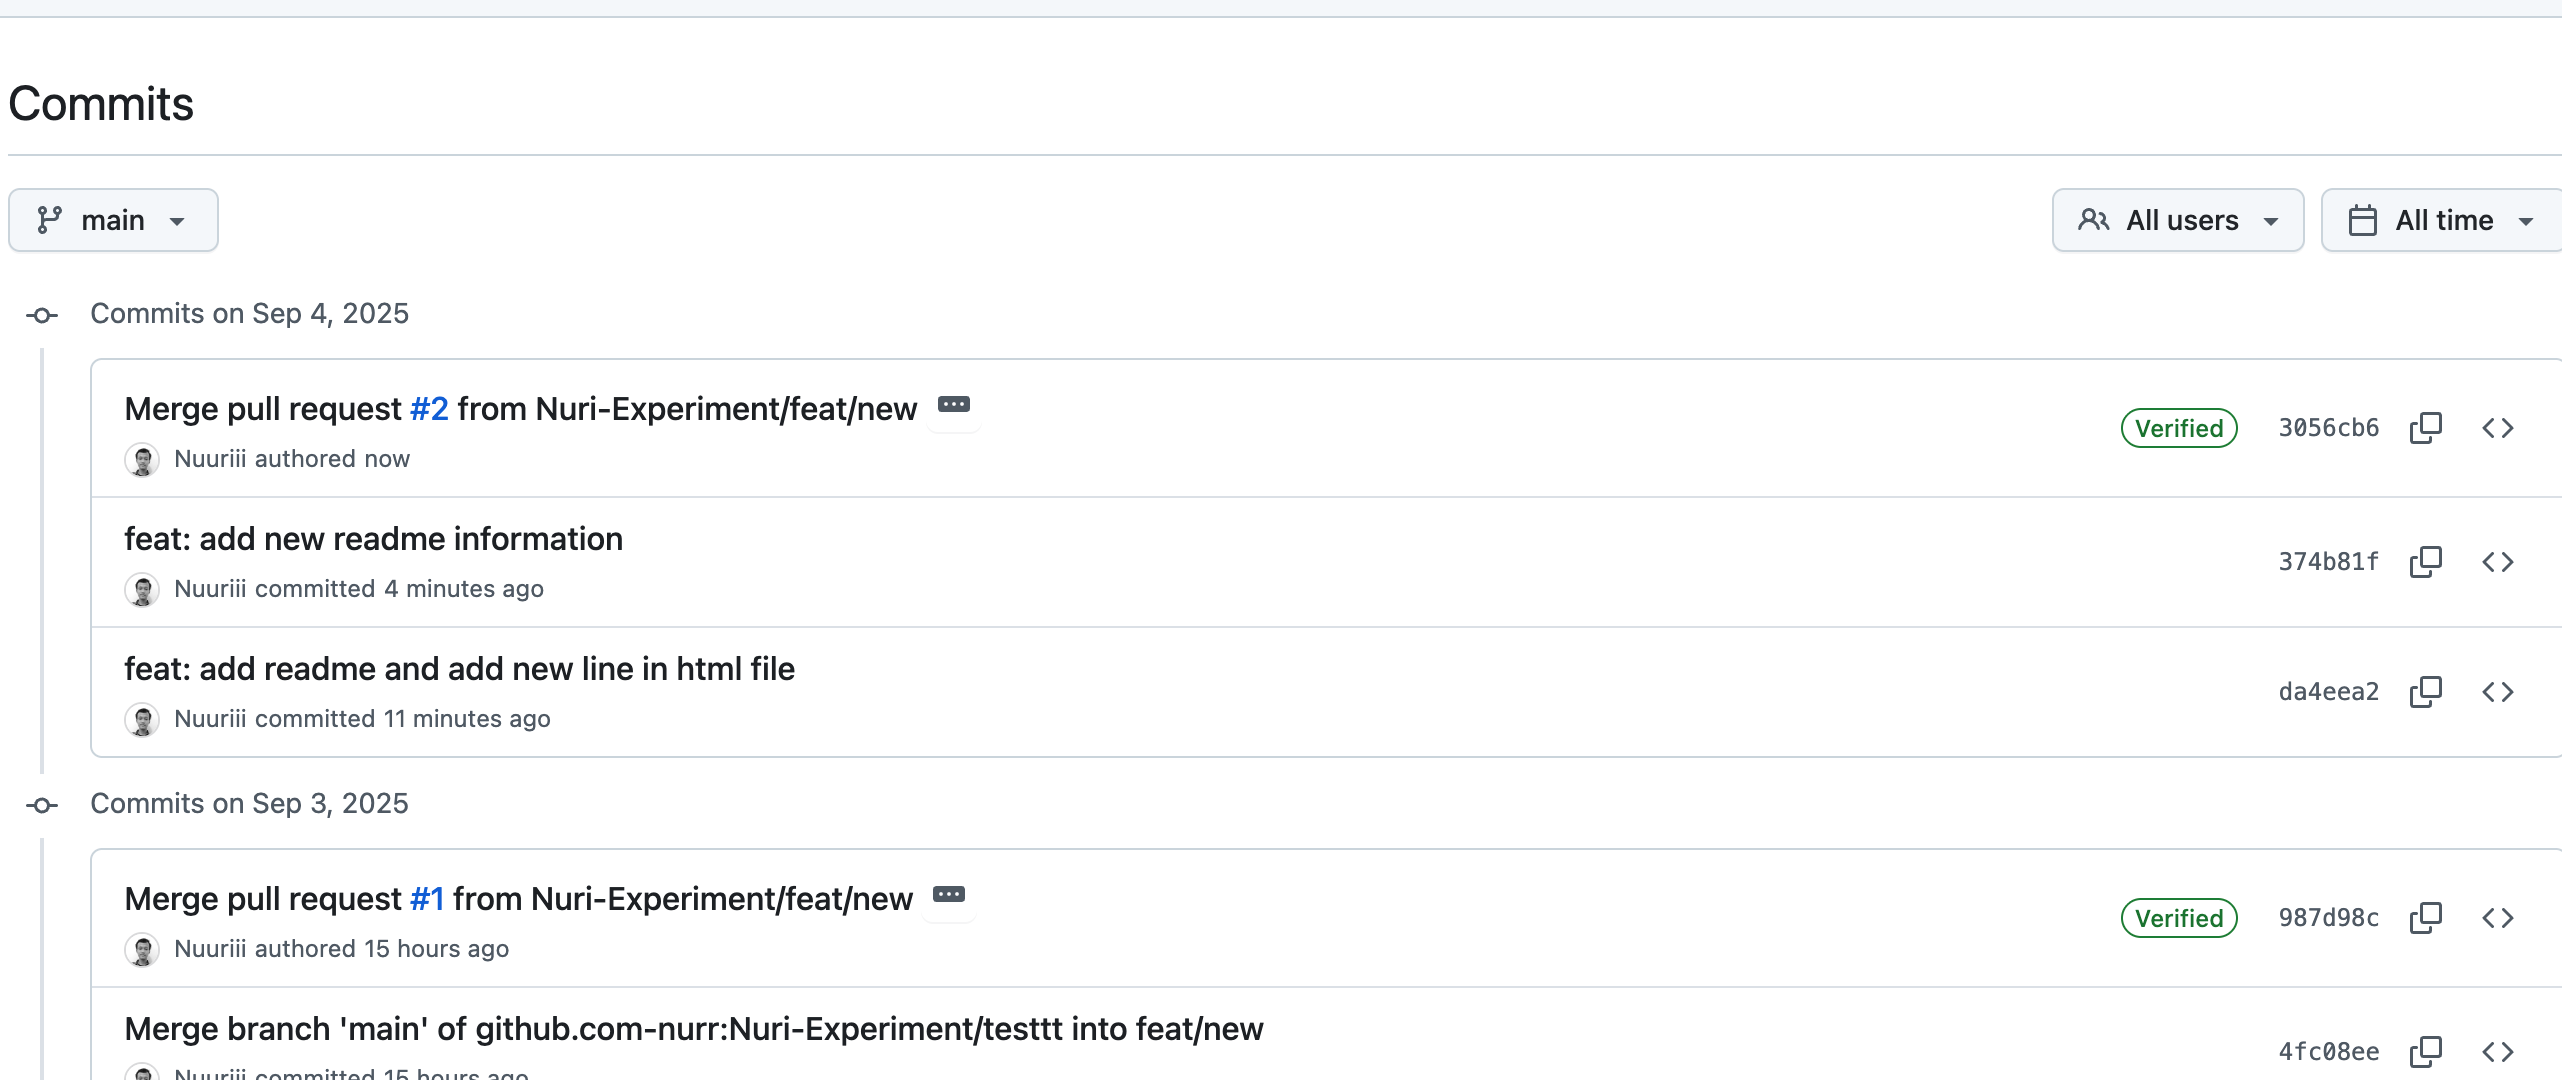 Commits
main
All users
All time
Commits on Sep 4, 2025
Merge pull request #2 from Nuri-Experiment/feat/new
Nuuriii authored now
Verified
3056cb6
feat: add new readme information
Nuuriii committed 4 minutes ago
374b81f
feat: add readme and add new line in html file
Nuuriii committed 11 minutes ago
da4eea2
Commits on Sep 3, 2025
Merge pull request #1 from Nuri-Experiment/feat/new
Nuuriii authored 15 hours ago
Verified
987d98c
Merge branch 'main' of github.com-nurr:Nuri-Experiment/testtt into feat/new
Nuuriii committed 15 hours ago
4fc08ee